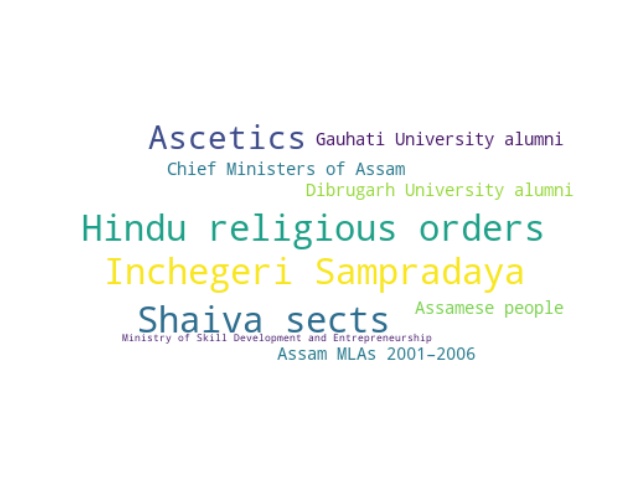 Ascetics Gauhati University alumni
Chief Ministers of Assam
Dibrugarh University alumni
Hindu religious orders
Inchegeri Sampradaya
Assamese people
Shaiva sects
Ministry of Skill Development and Entrepreneurship
Assam MLAs 2001–2006